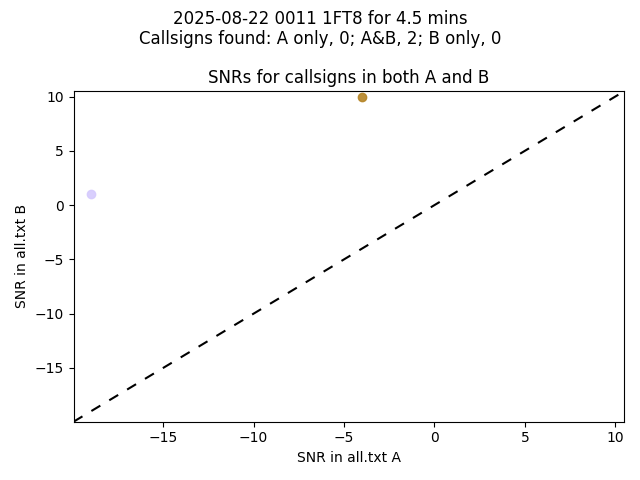 2025-08-22 0011 1FT8 for 4.5 mins
Callsigns found: A only, 0; A&B, 2; B only, 0
SNRs for callsigns in both A and B
10
5
0
−5
−10
−15
SNR in all.txt B
−15 −10 −5 0 5 10
SNR in all.txt A